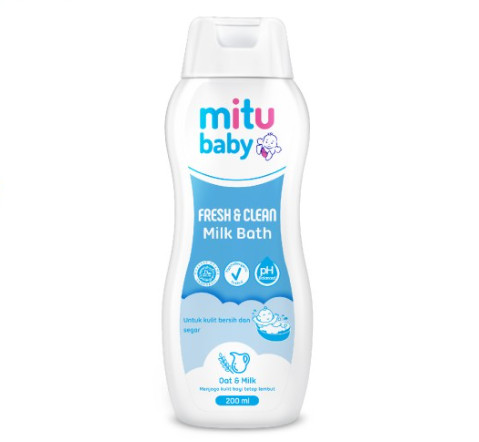 mitu
baby
FRESH & CLEAN
Milk Bath
pH
Untuk kulit bersih dan
segar
Oat & Milk
Menjaga kulit bayi tetap lembut
200 ml